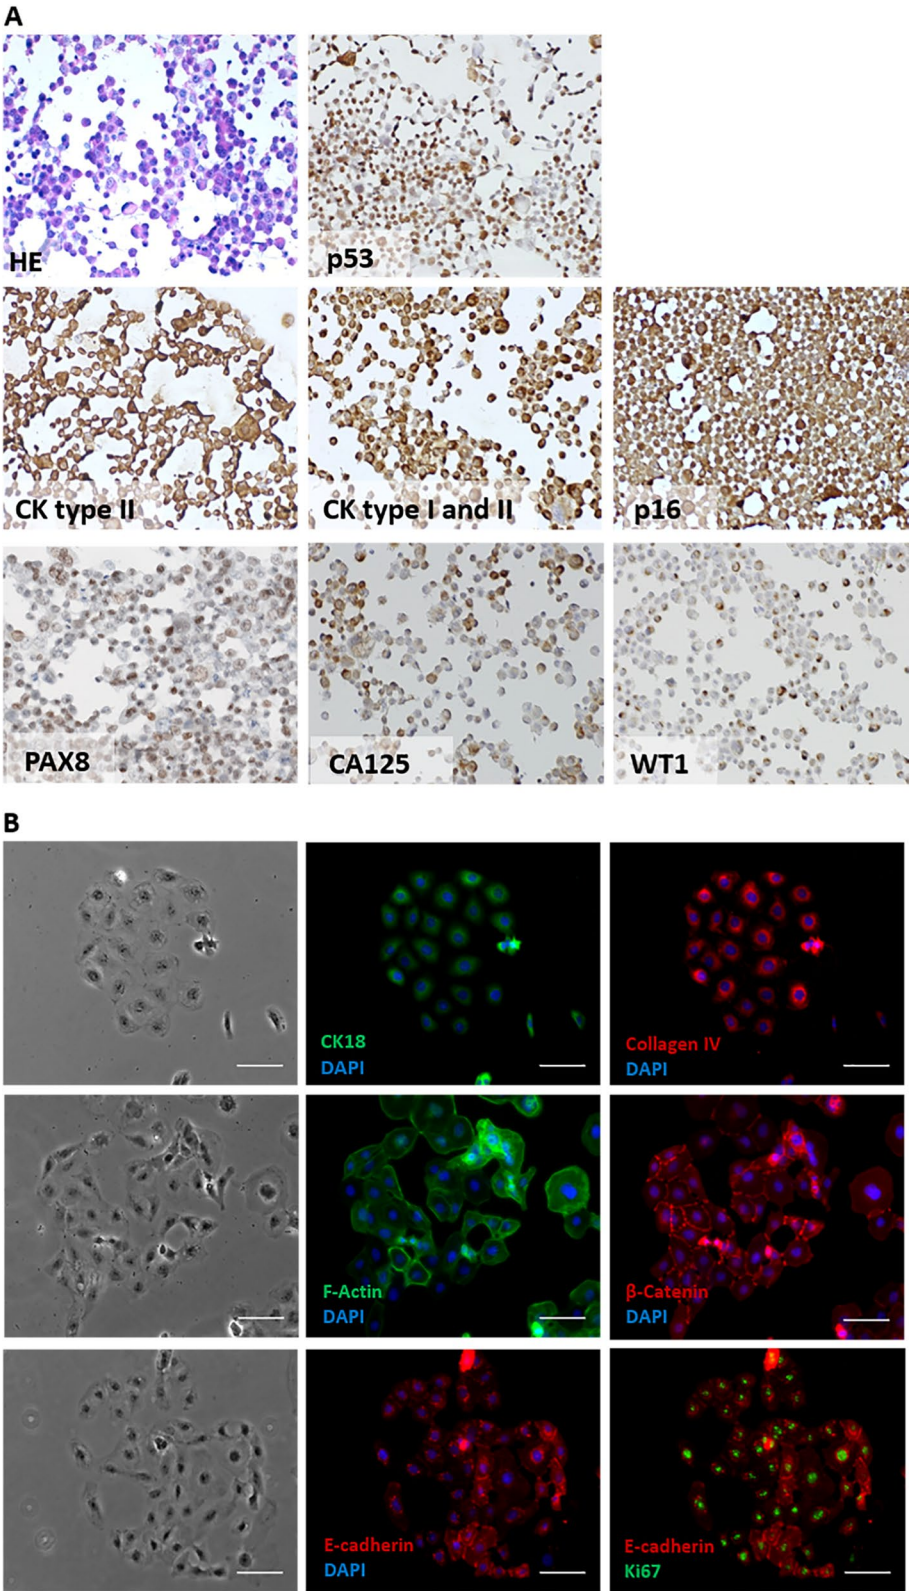 A
HE
p53
CK type II
CK type I and II
p16
PAX8
CA125
WT1
B
CK18
DAPI
Collagen IV
DAPI
F-Actin
DAPI
β-Catenin
DAPI
E-cadherin
DAPI
E-cadherin
Ki67